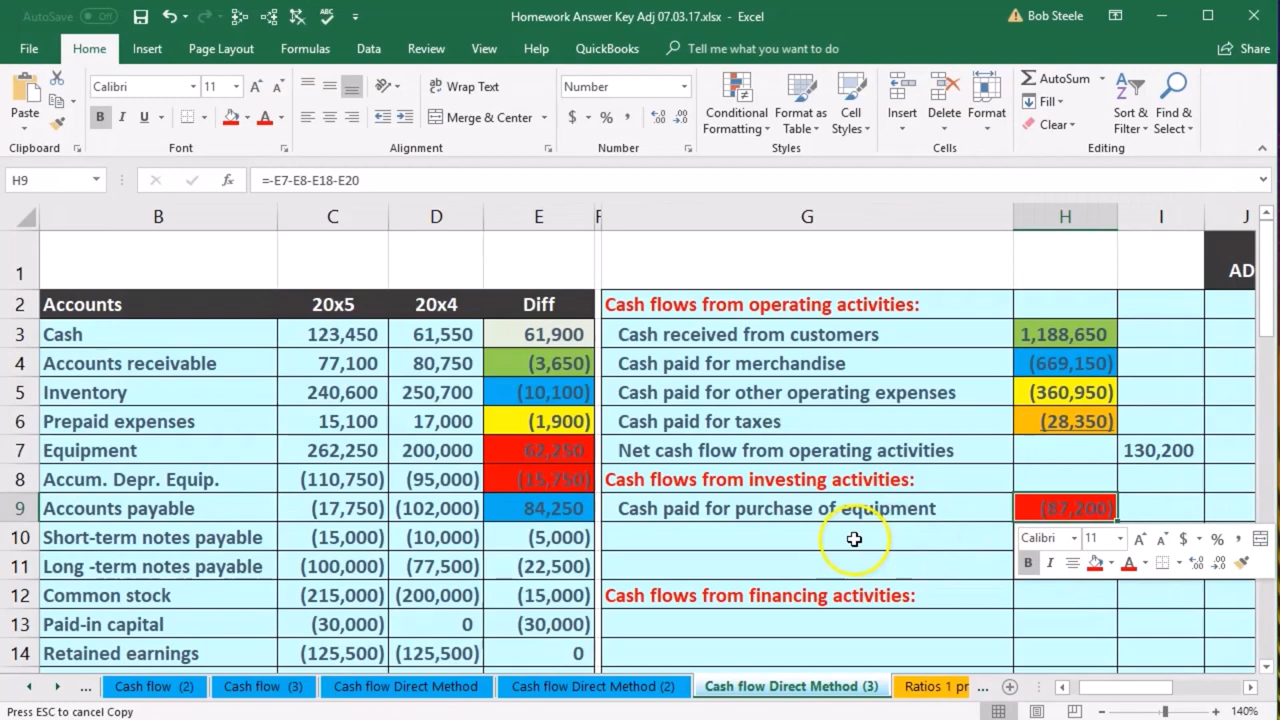 AutoSave Off Homework Answer Key Adj 07.03.17.xlsx - Excel Bob Steele
File Home Insert Page Layout Formulas Data Review View Help QuickBooks Tell me what you want to do Share
Paste Calibri 11 Wrap Text Number Conditional Formatting Format as Table Cell Styles Insert Delete Format AutoSum Sort & Filter Find & Select
B I U Merge & Center $ % , Fill
Clear
Clipboard Font Alignment Number Styles Cells Editing
H9 fx =-E7-E8-E18-E20
B C D E F G H I J
1 AD
2 Accounts 20x5 20x4 Diff Cash flows from operating activities:
3 Cash 123,450 61,550 61,900 Cash received from customers 1,188,650
4 Accounts receivable 77,100 80,750 (3,650) Cash paid for merchandise (669,150)
5 Inventory 240,600 250,700 (10,100) Cash paid for other operating expenses (360,950)
6 Prepaid expenses 15,100 17,000 (1,900) Cash paid for taxes (28,350)
7 Equipment 262,250 200,000 62,250 Net cash flow from operating activities 130,200
8 Accum. Depr. Equip. (110,750) (95,000) (15,750) Cash flows from investing activities:
9 Accounts payable (17,750) (102,000) 84,250 Cash paid for purchase of equipment (87,200)
10 Short-term notes payable (15,000) (10,000) (5,000) Calibri 11 $ % ,
11 Long -term notes payable (100,000) (77,500) (22,500) B I
12 Common stock (215,000) (200,000) (15,000) Cash flows from financing activities:
13 Paid-in capital (30,000) 0 (30,000)
14 Retained earnings (125,500) (125,500) 0
... Cash flow (2) Cash flow (3) Cash flow Direct Method Cash flow Direct Method (2) Cash flow Direct Method (3) Ratios 1 pr ...
Press ESC to cancel Copy 140%